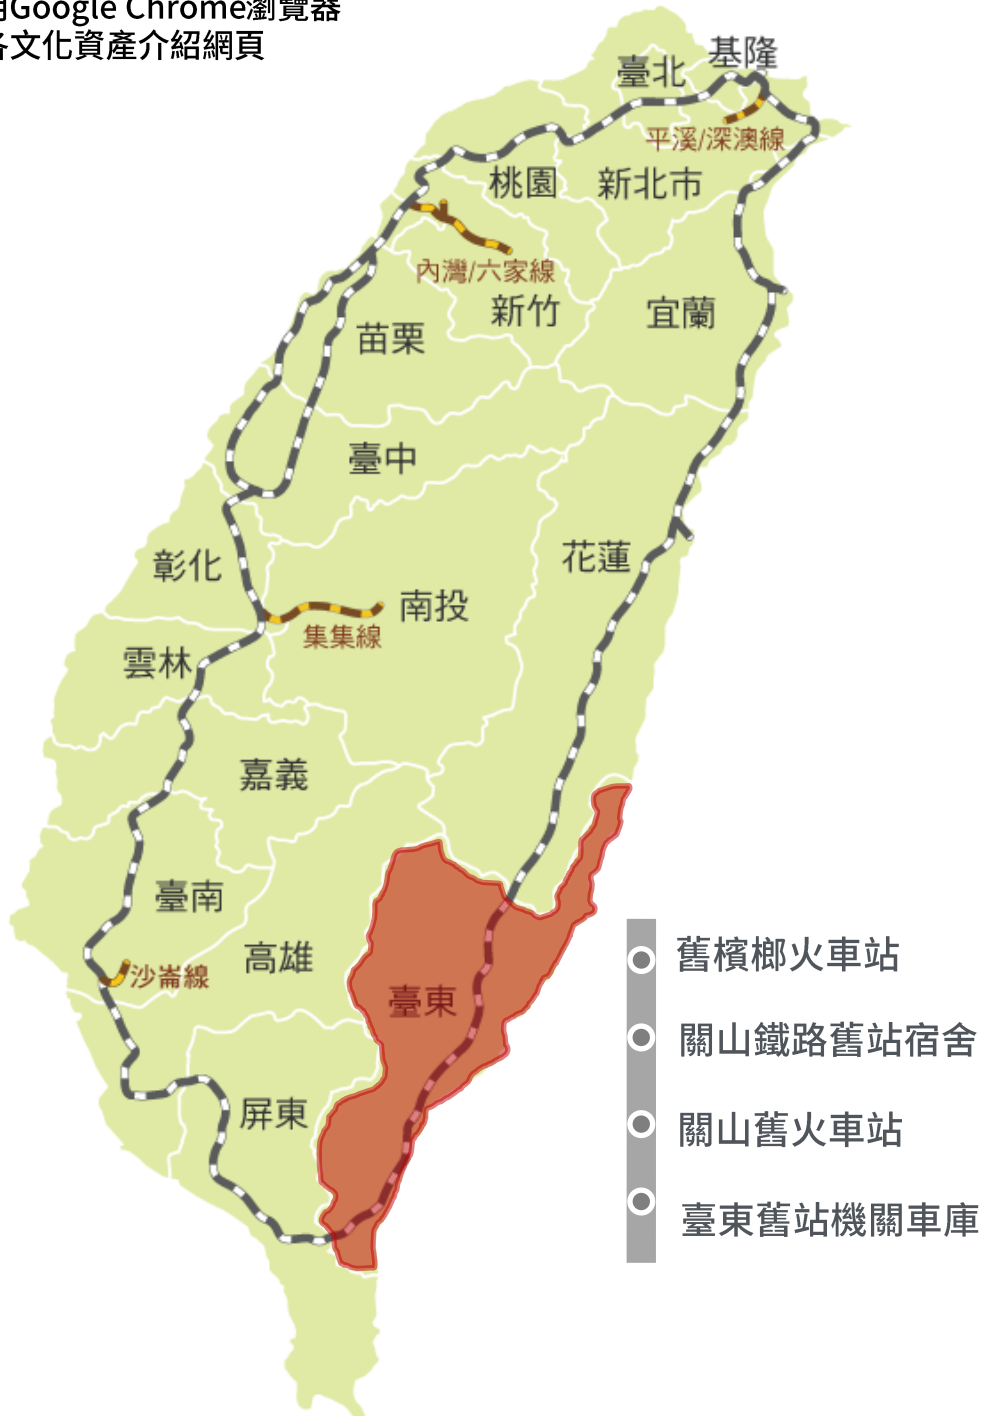 用Google Chrome瀏覽器
各文化資產介紹網頁
基隆
臺北
平溪/深澳線
桃園
新北市
內灣/六家線
新竹
宜蘭
苗栗
臺中
花蓮
彰化
南投
集集線
雲林
嘉義
臺南
高雄
沙崙線
臺東
屏東
舊檳榔火車站
關山鐵路舊站宿舍
關山舊火車站
臺東舊站機關車庫